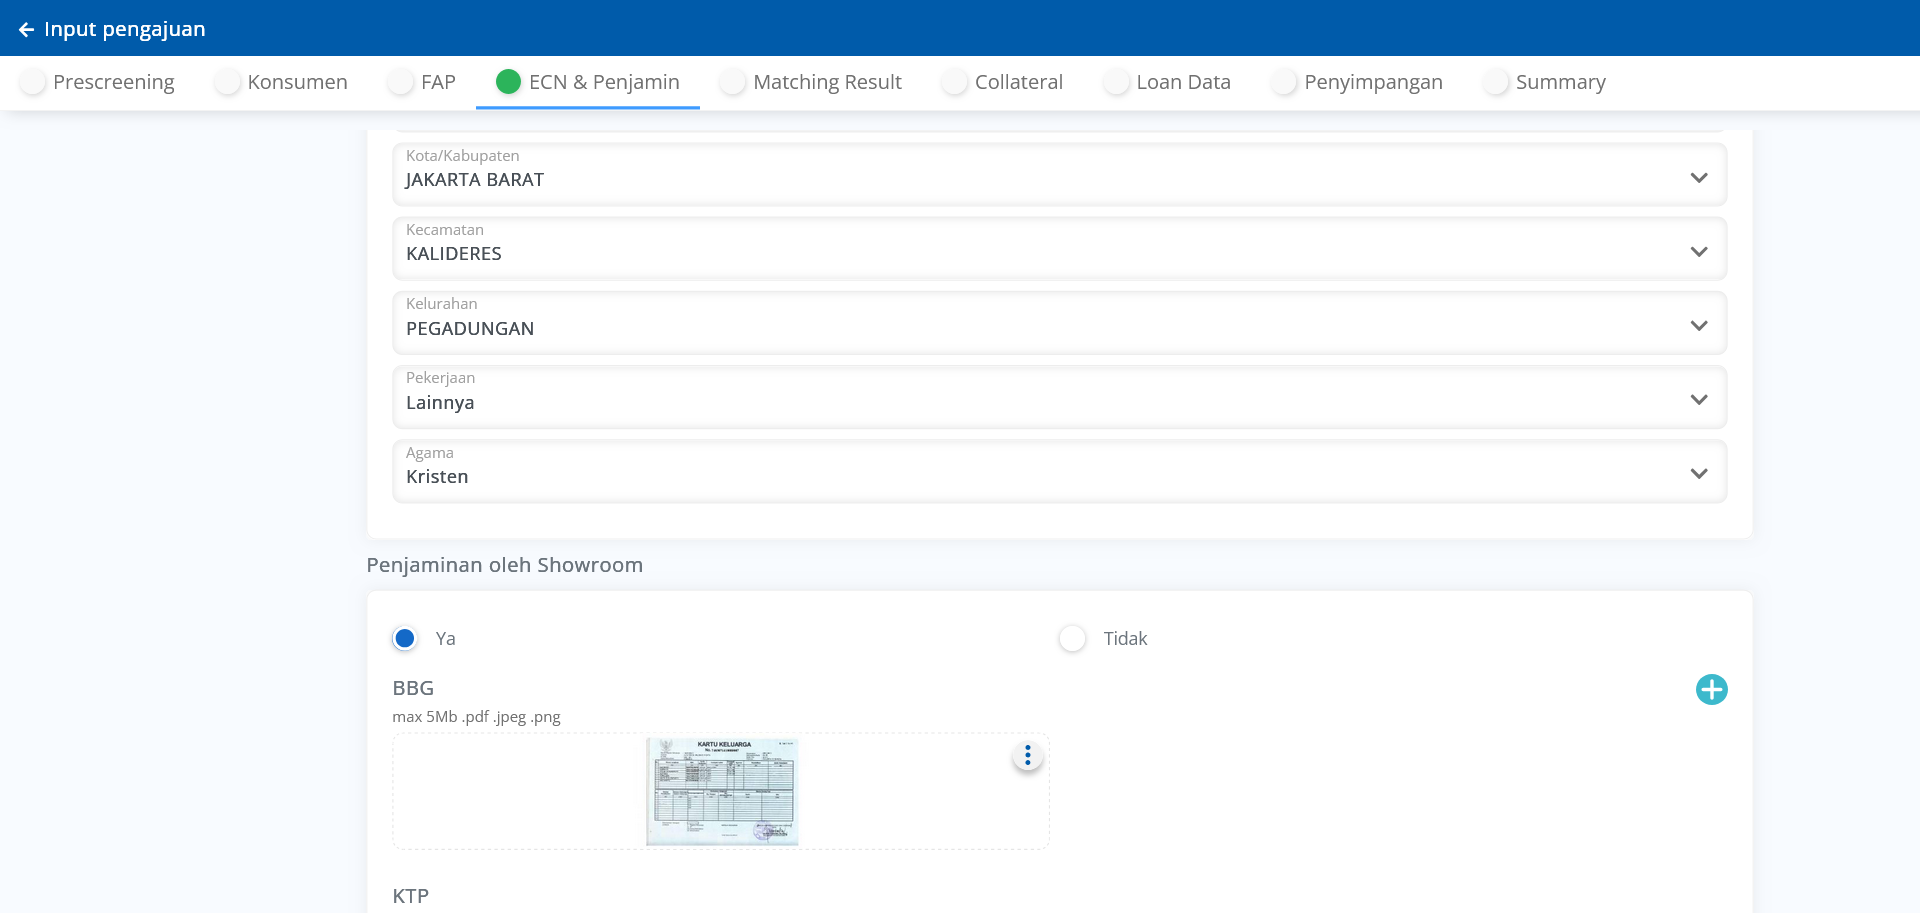 Input pengajuan
Prescreening Konsumen FAP ECN & Penjamin Matching Result Collateral Loan Data Penyimpangan Summary
Kota/Kabupaten
JAKARTA BARAT
Kecamatan
KALIDERES
Kelurahan
PEGADUNGAN
Pekerjaan
Lainnya
Agama
Kristen
Penjaminan oleh Showroom
Ya Tidak
BBG
max 5Mb .pdf .jpeg .png
KARTU KELUARGA
KTP